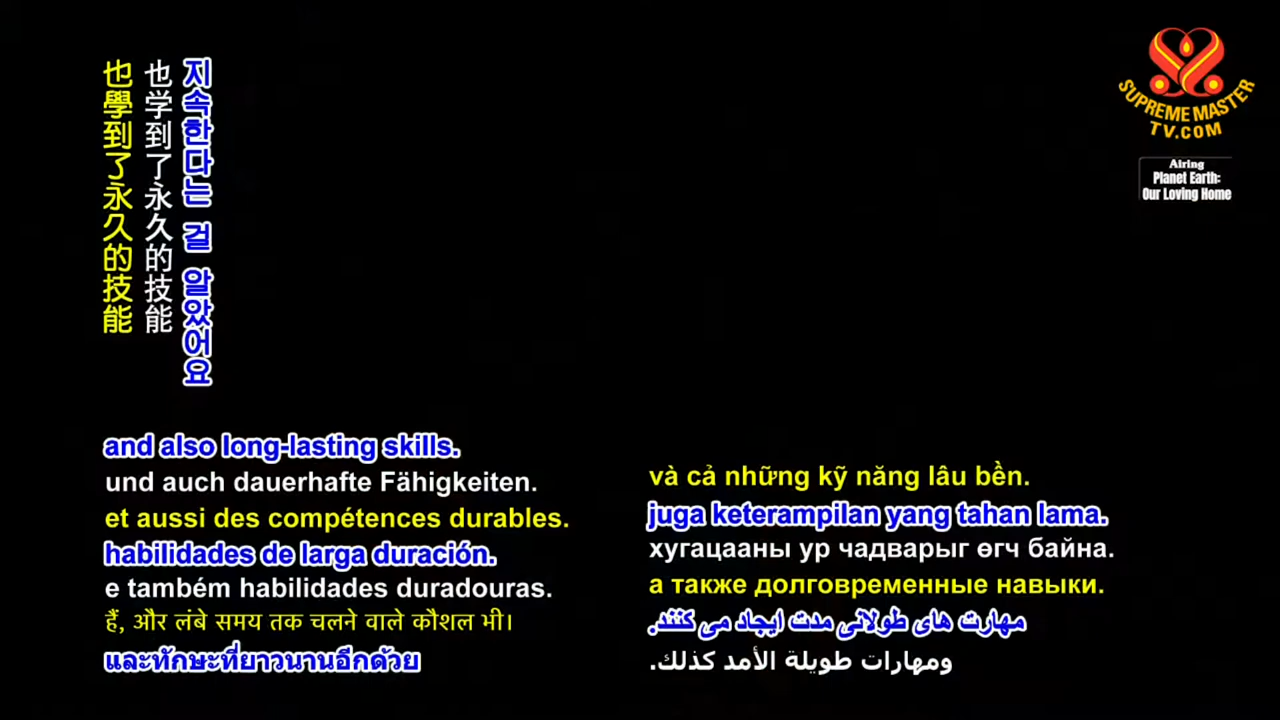 也學到了永久的技能
也学到了永久的技能
지속한다는 걸 알았어요
SUPREME MASTER
TV.COM
Airing
Planet Earth:
Our Loving Home
and also long-lasting skills.
und auch dauerhafte Fähigkeiten.
et aussi des compétences durables.
habilidades de larga duración.
e também habilidades duradouras.
हैं, और लंबे समय तक चलने वाले कौशल भी।
และทักษะที่ยาวนานอีกด้วย
và cả những kỹ năng lâu bền.
juga keterampilan yang tahan lama.
хугацааны ур чадварыг өгч байна.
а также долговременные навыки.
مهارت های طولانی مدت ایجاد می کنند.
ومهارات طويلة الأمد كذلك.